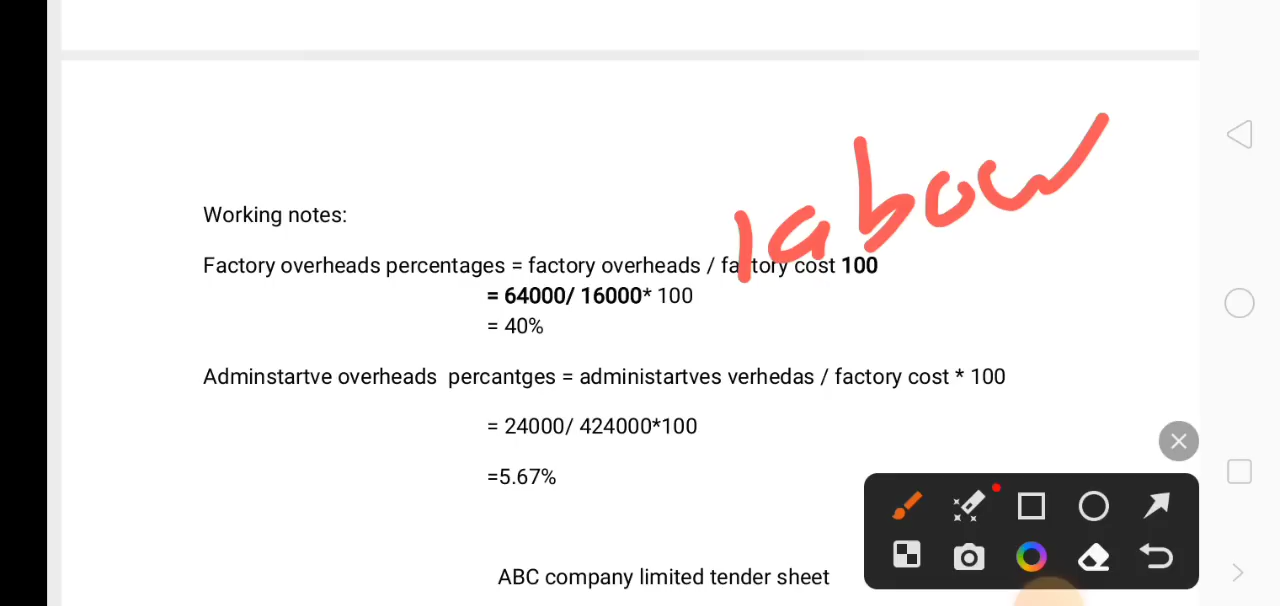 labour
Working notes:
Factory overheads percentages = factory overheads / factory cost 100
= 64000/ 16000* 100
= 40%
Adminstartve overheads percantges = administartves verhedas / factory cost * 100
= 24000/ 424000*100
=5.67%
ABC company limited tender sheet